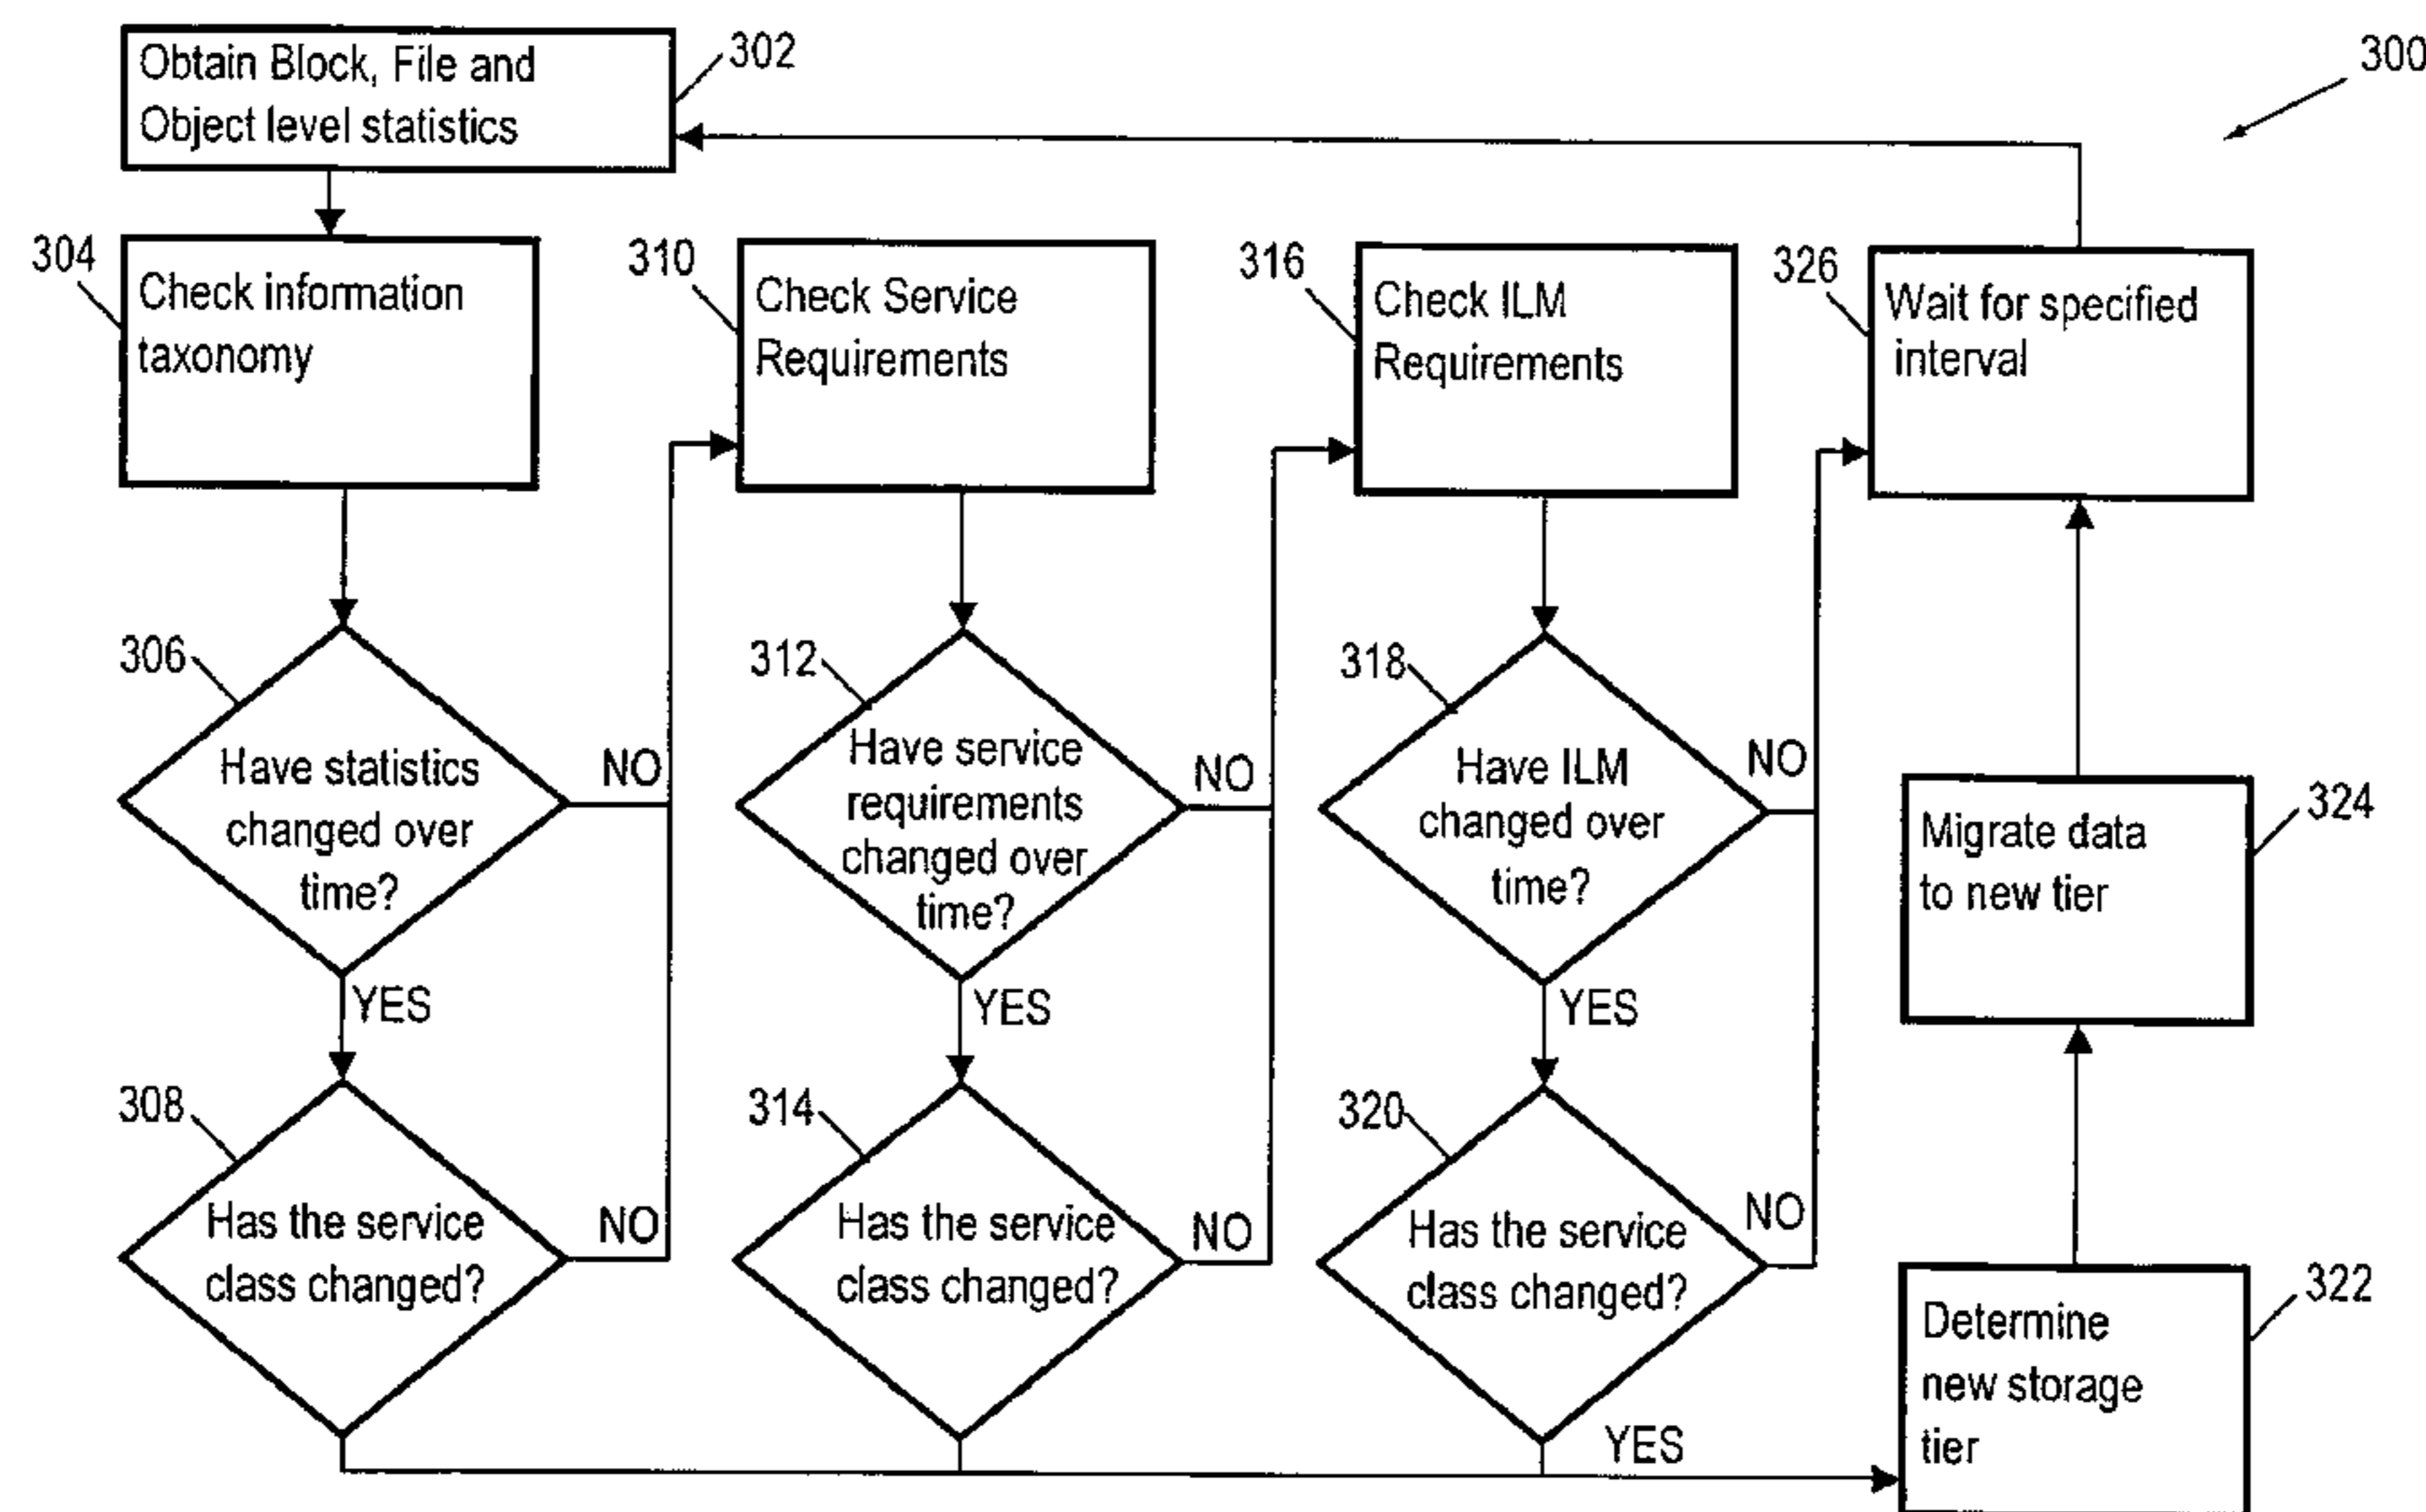 300
302
Obtain Block, File and
Object level statistics
304
Check information
taxonomy
306
Have statistics
changed over
time?
NO
YES
308
Has the service
class changed?
NO
310
Check Service
Requirements
312
Have service
requirements
changed over
time?
NO
YES
314
Has the service
class changed?
NO
316
Check ILM
Requirements
318
Have ILM
changed over
time?
NO
YES
320
Has the service
class changed?
NO
YES
322
Determine
new storage
tier
324
Migrate data
to new tier
326
Wait for specified
interval